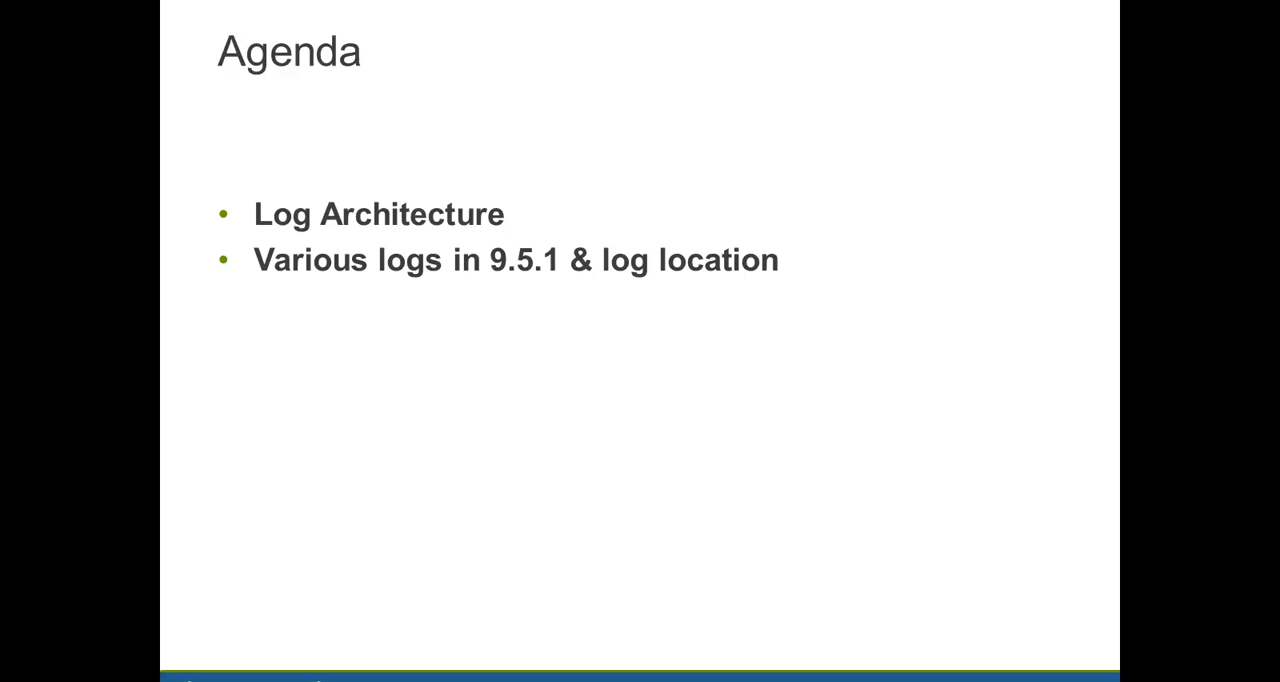 Agenda
• Log Architecture
• Various logs in 9.5.1 & log location